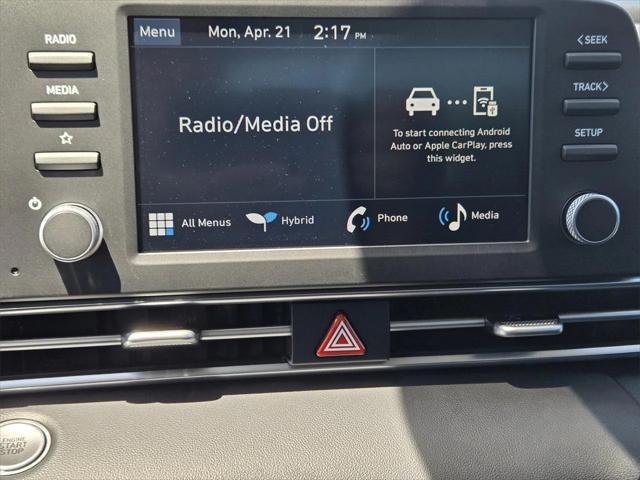 RADIO
MEDIA
Menu
Mon, Apr. 21
2:17 PM
Radio/Media Off
To start connecting Android
Auto or Apple CarPlay, press
this widget.
All Menus
Hybrid
Phone
Media
<SEEK
TRACK>
SETUP
ENGINE
START
STOP